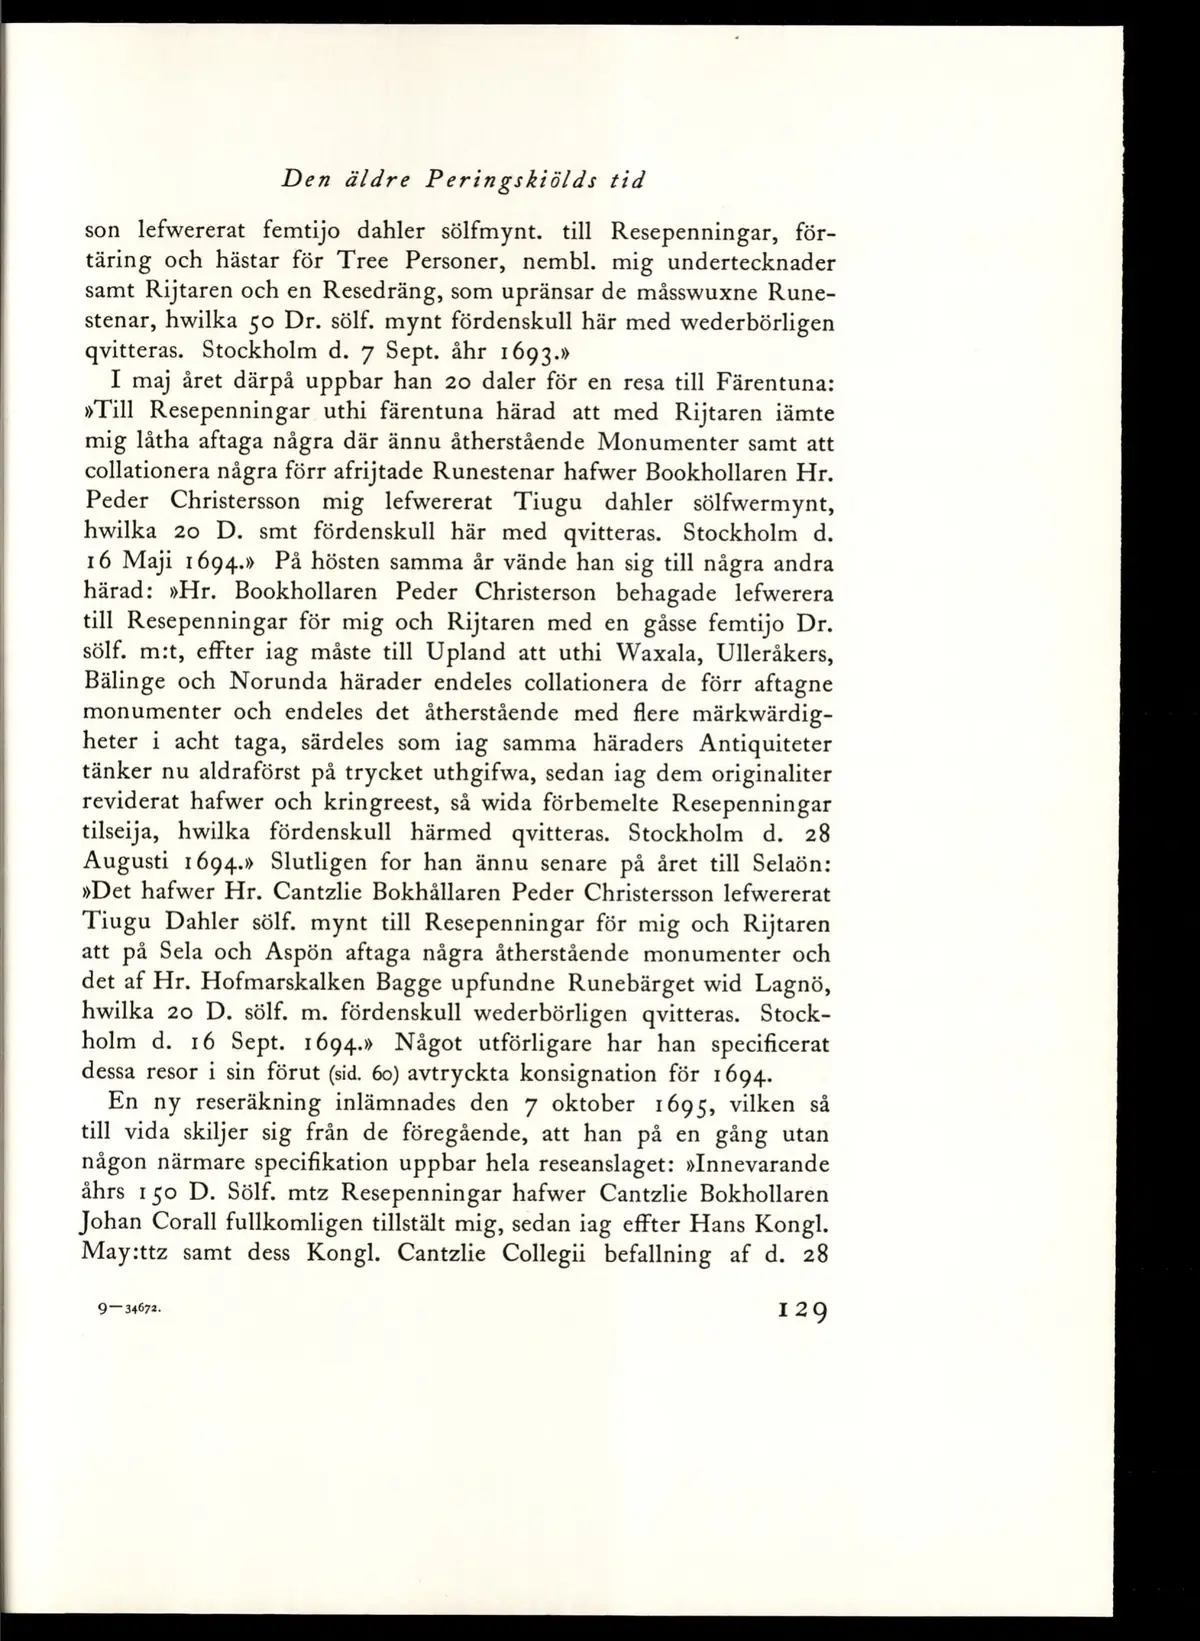 Den äldre Peringskiölds tid
son lefwererat femtijo dahler sölfmynt. till Resepenningar, för-
täring och hästar för Tree Personer, nembl. mig undertecknader
samt Rijtaren och en Resedräng, som upränsar de måsswuxne Rune-
stenar, hwilka 50 Dr. sölf. mynt fördenskull här med wederbörligen
qvitteras. Stockholm d. 7 Sept. åhr 1693.»
I maj året därpå uppbar han 20 daler för en resa till Färentuna:
»Till Resepenningar uthi färentuna härad att med Rijtaren iämte
mig låtha aftaga några där ännu åtherstående Monumenter samt att
collationera några förr afrijtade Runestenar hafwer Bookhollaren Hr.
Peder Christersson mig lefwererat Tiugu dahler sölfwermynt,
hwilka 20 D. smt fördenskull här med qvitteras. Stockholm d.
16 Maji 1694.» På hösten samma år vände han sig till några andra
härad: »Hr. Bookhollaren Peder Christerson behagade lefwerera
till Resepenningar för mig och Rijtaren med en gåsse femtijo Dr.
sölf. m:t, effter iag måste till Upland att uthi Waxala, Ulleråkers,
Bälinge och Norunda härader endeles collationera de förr aftagne
monumenter och endeles det åtherstående med flere märkwärdig-
heter i acht taga, särdeles som iag samma häraders Antiquiteter
tänker nu aldraförst på trycket uthgifwa, sedan iag dem originaliter
reviderat hafwer och kringreest, så wida förbemelte Resepenningar
tilseija, hwilka fördenskull härmed qvitteras. Stockholm d. 28
Augusti 1694.» Slutligen for han ännu senare på året till Selaön:
»Det hafwer Hr. Cantzlie Bokhållaren Peder Christersson lefwererat
Tiugu Dahler sölf. mynt till Resepenningar för mig och Rijtaren
att på Sela och Aspön aftaga några åtherstående monumenter och
det af Hr. Hofmarskalken Bagge upfundne Runebärget wid Lagnö,
hwilka 20 D. sölf. m. fördenskull wederbörligen qvitteras. Stock-
holm d. 16 Sept. 1694.» Något utförligare har han specificerat
dessa resor i sin förut (sid. 60) avtryckta konsignation för 1694.
En ny reseräkning inlämnades den 7 oktober 1695, vilken så
till vida skiljer sig från de föregående, att han på en gång utan
någon närmare specifikation uppbar hela reseanslaget: »Innevarande
åhrs 150 D. Sölf. mtz Resepenningar hafwer Cantzlie Bokhollaren
Johan Corall fullkomligen tillstält mig, sedan iag effter Hans Kongl.
May:ttz samt dess Kongl. Cantzlie Collegii befallning af d. 28
9—34672.
129